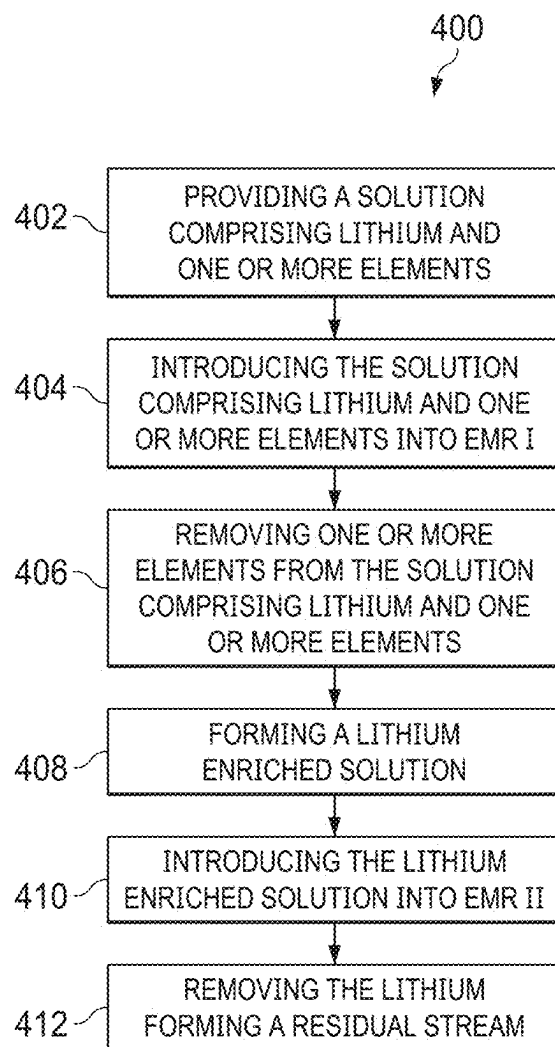 400
402
PROVIDING A SOLUTION
COMPRISING LITHIUM AND
ONE OR MORE ELEMENTS
404
INTRODUCING THE SOLUTION
COMPRISING LITHIUM AND ONE
OR MORE ELEMENTS INTO EMR I
406
REMOVING ONE OR MORE
ELEMENTS FROM THE SOLUTION
COMPRISING LITHIUM AND ONE
OR MORE ELEMENTS
408
FORMING A LITHIUM
ENRICHED SOLUTION
410
INTRODUCING THE LITHIUM
ENRICHED SOLUTION INTO EMR II
412
REMOVING THE LITHIUM
FORMING A RESIDUAL STREAM